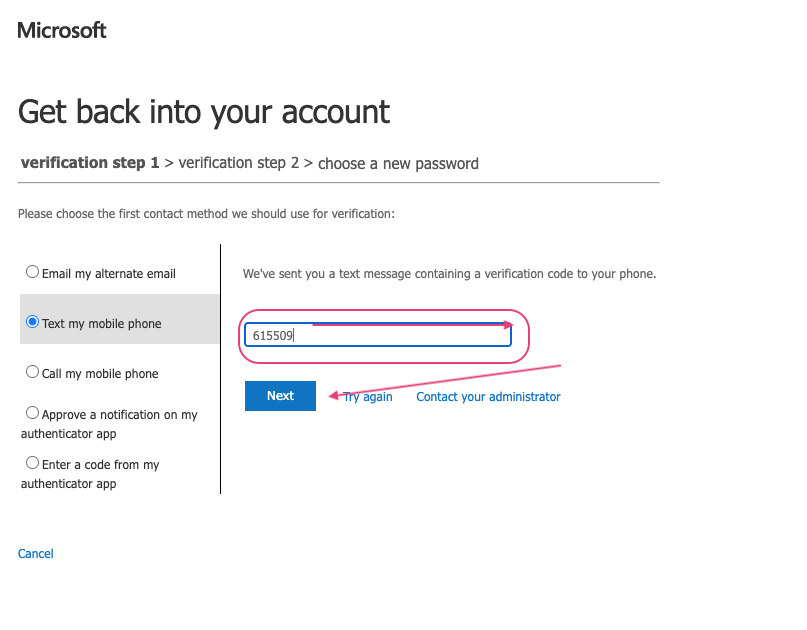 Microsoft
Get back into your account
verification step 1 > verification step 2 > choose a new password
Please choose the first contact method we should use for verification:
Email my alternate email
Text my mobile phone
Call my mobile phone
Approve a notification on my
authenticator app
Enter a code from my
authenticator app
We've sent you a text message containing a verification code to your phone.
615509
Next
Try again
Contact your administrator
Cancel